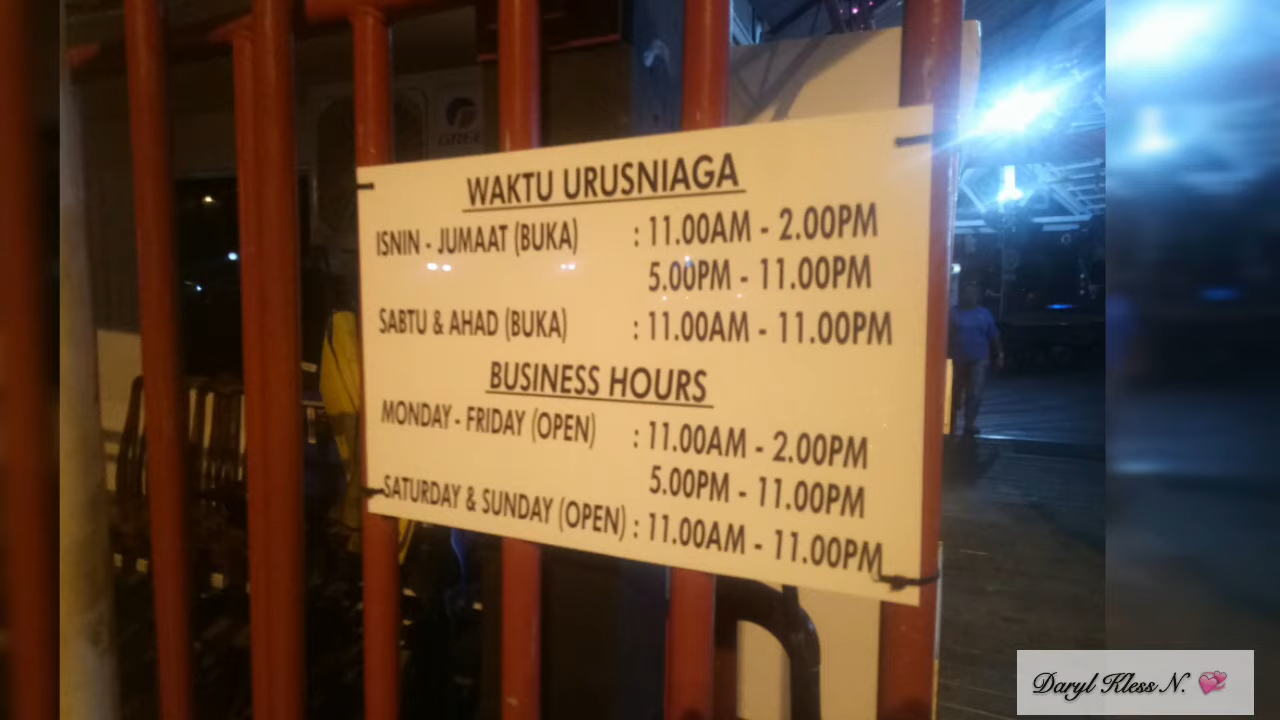 GREE
WAKTU URUSNIAGA
ISNIN - JUMAAT (BUKA) : 11.00AM - 2.00PM
5.00PM - 11.00PM
SABTU & AHAD (BUKA) : 11.00AM - 11.00PM
BUSINESS HOURS
MONDAY - FRIDAY (OPEN) : 11.00AM - 2.00PM
5.00PM - 11.00PM
SATURDAY & SUNDAY (OPEN) : 11.00AM - 11.00PM
Daryl Kless N. 💞